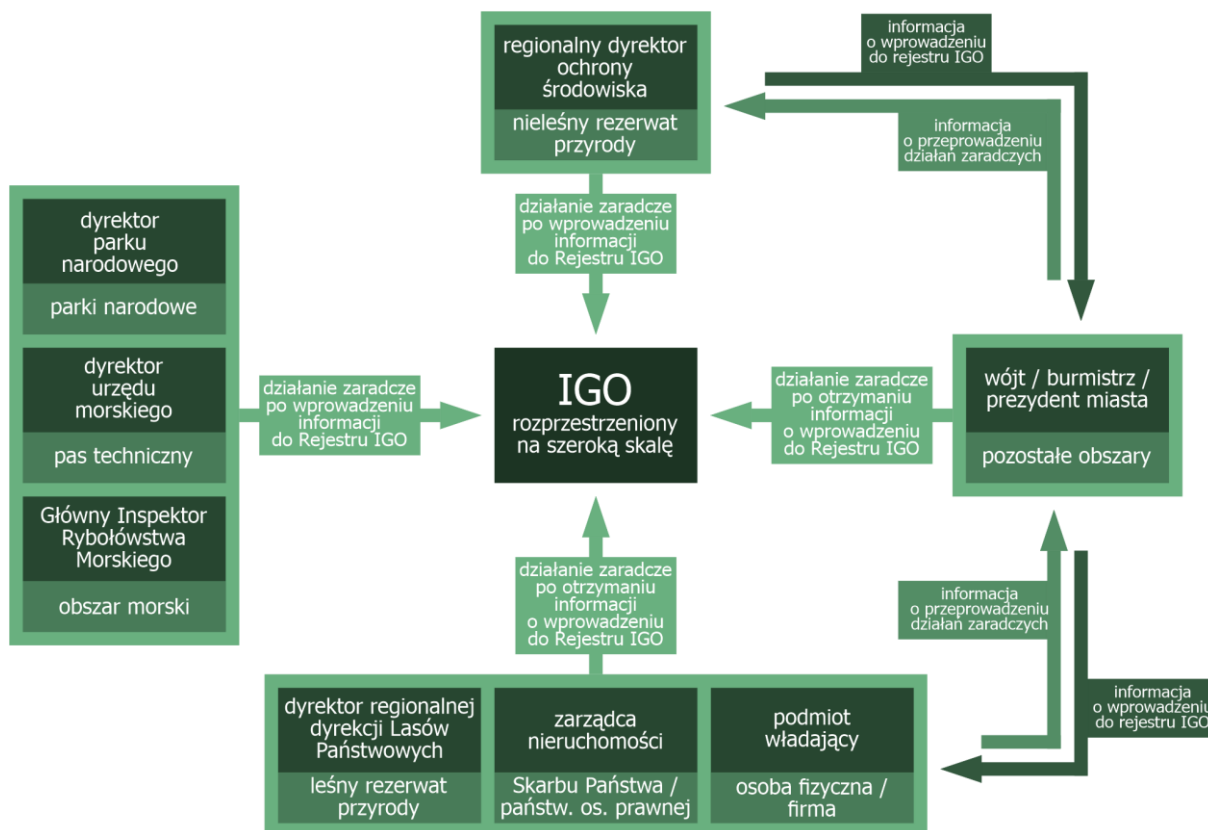 regionalny dyrektor
ochrony
środowiska
nieleśny rezerwat
przyrody
informacja
o wprowadzeniu
do rejestru IGO
informacja
o przeprowadzeniu
działań zaradczych
działanie zaradcze
po wprowadzeniu
informacji
do Rejestru IGO
dyrektor
parku
narodowego
parki narodowe
dyrektor
urzędu
morskiego
pas techniczny
Główny Inspektor
Rybołówstwa
Morskiego
obszar morski
działanie zaradcze
po wprowadzeniu
informacji
do Rejestru IGO
IGO
rozprzestrzeniony
na szeroką skalę
działanie zaradcze
po otrzymaniu
informacji
o wprowadzeniu
do Rejestru IGO
wójt / burmistrz /
prezydent miasta
pozostałe obszary
działanie zaradcze
po otrzymaniu
informacji
o wprowadzeniu
do Rejestru IGO
informacja
o przeprowadzeniu
działań zaradczych
informacja
o wprowadzeniu
do rejestru IGO
dyrektor regionalnej
dyrekcji Lasów
Państwowych
leśny rezerwat
przyrody
zarządca
nieruchomości
Skarbu Państwa /
państw. os. prawnej
podmiot
władający
osoba fizyczna /
firma